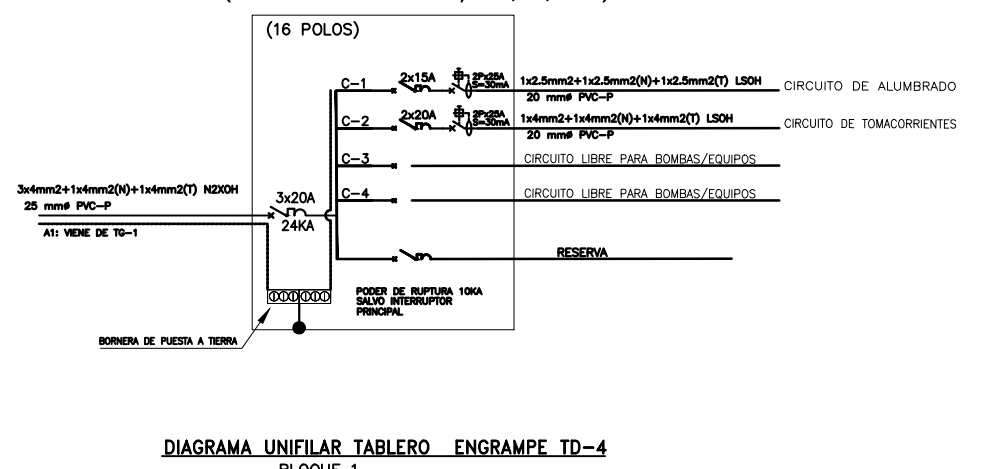 (16 POLOS)
C-1
2x15A
2Px25A
S=30mA
1x2.5mm2+1x2.5mm2(N)+1x2.5mm2(T) LSOH
20 mmø PVC-P
CIRCUITO DE ALUMBRADO
C-2
2x20A
2Px25A
S=30mA
1x4mm2+1x4mm2(N)+1x4mm2(T) LSOH
20 mmø PVC-P
CIRCUITO DE TOMACORRIENTES
C-3
CIRCUITO LIBRE PARA BOMBAS/EQUIPOS
C-4
CIRCUITO LIBRE PARA BOMBAS/EQUIPOS
3x4mm2+1x4mm2(N)+1x4mm2(T) N2XOH
25 mmø PVC-P
A1: VIENE DE TG-1
3x20A
24KA
RESERVA
PODER DE RUPTURA 10KA
SALVO INTERRUPTOR
PRINCIPAL
BORNERA DE PUESTA A TIERRA
DIAGRAMA UNIFILAR TABLERO ENGRAMPE TD-4
BLOQUE 1